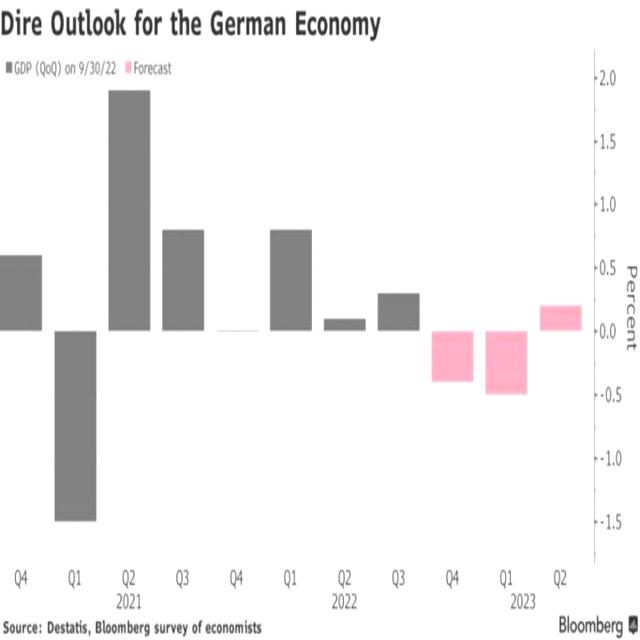 Dire Outlook for the German Economy
GDP (QoQ) on 9/30/22 Forecast
2.0
1.5
1.0
0.5
0.0
-0.5
-1.0
-1.5
Percent
Q4 Q1 Q2 Q3 Q4 Q1 Q2 Q3 Q4 Q1 Q2
2021 2022 2023
Source: Destatis, Bloomberg survey of economists
Bloomberg